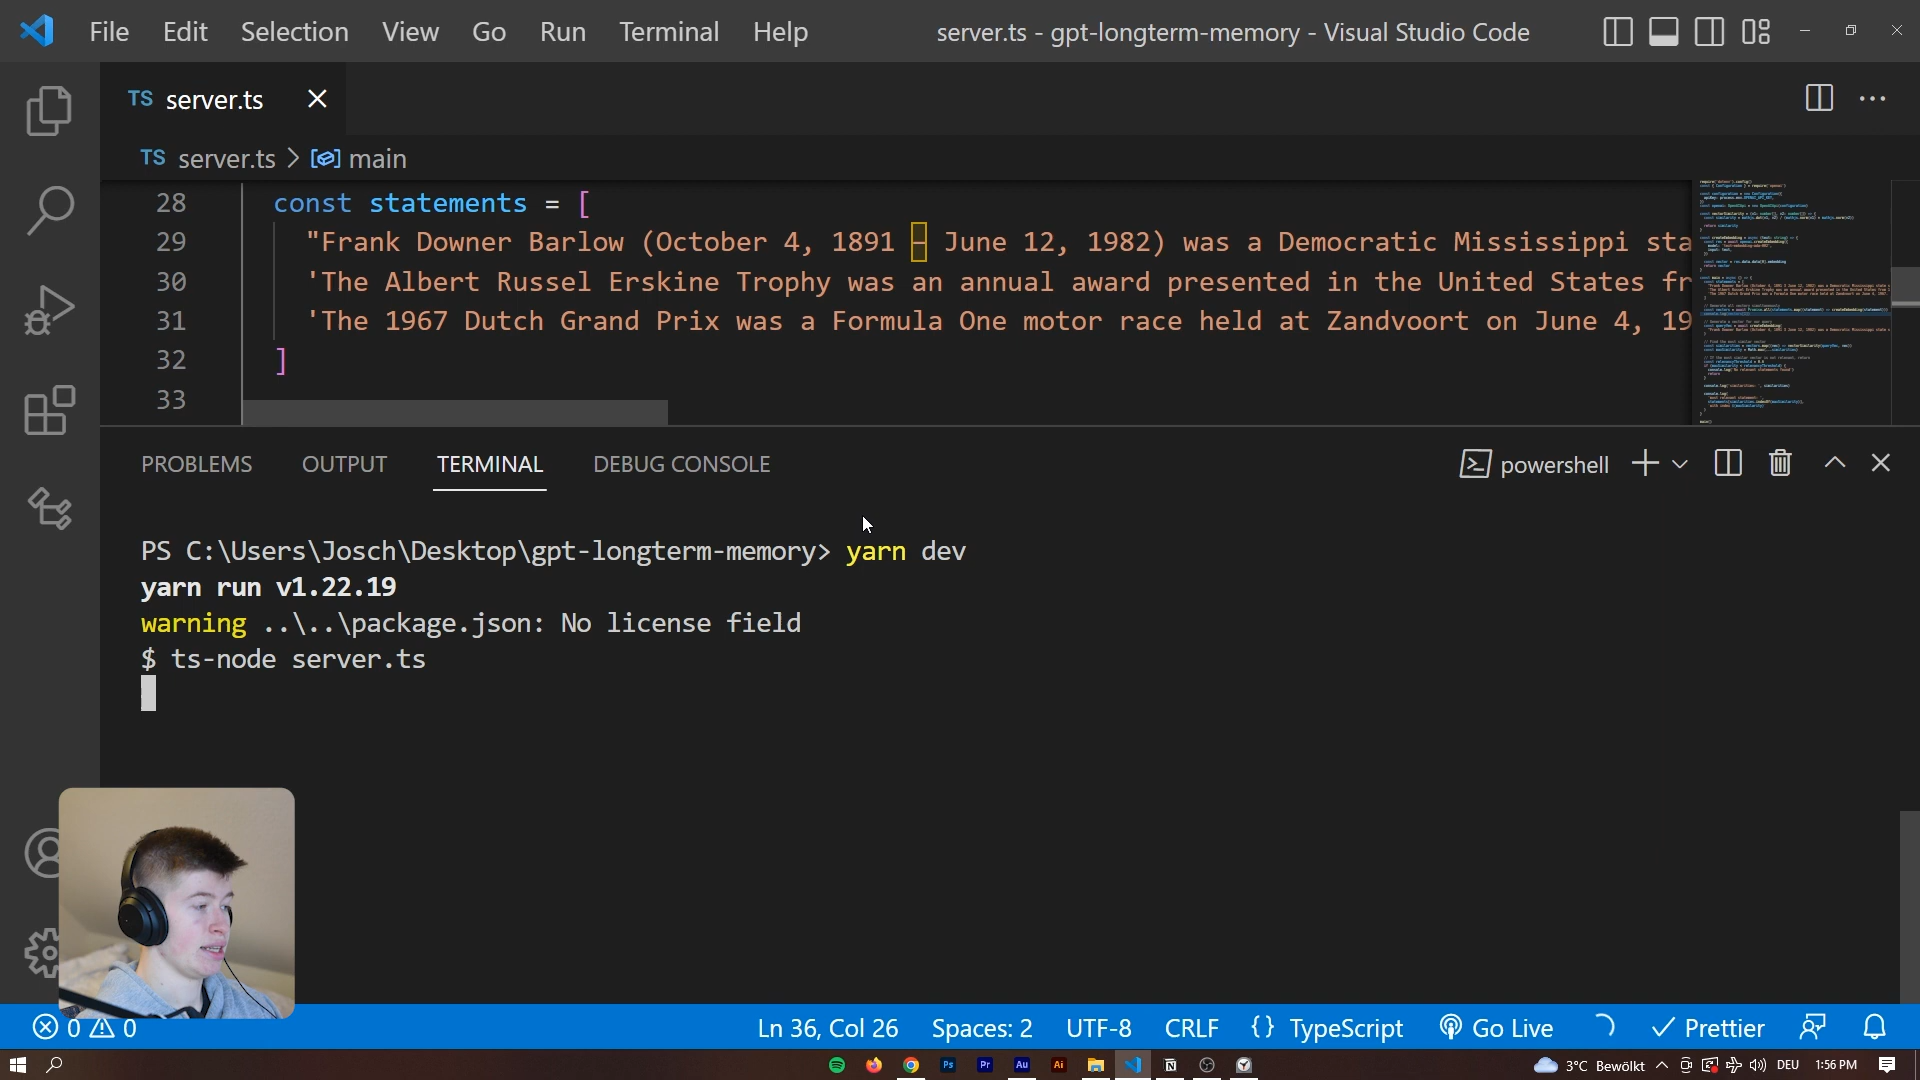 File Edit Selection View Go Run Terminal Help server.ts - gpt-longterm-memory - Visual Studio Code
TS server.ts
TS server.ts > main
28 const statements = [
29 "Frank Downer Barlow (October 4, 1891 – June 12, 1982) was a Democratic Mississippi sta
30 'The Albert Russel Erskine Trophy was an annual award presented in the United States fr
31 'The 1967 Dutch Grand Prix was a Formula One motor race held at Zandvoort on June 4, 19
32 ]
33
PROBLEMS OUTPUT TERMINAL DEBUG CONSOLE powershell
PS C:\Users\Josch\Desktop\gpt-longterm-memory> yarn dev
yarn run v1.22.19
warning ..\..\package.json: No license field
$ ts-node server.ts
0 0 Ln 36, Col 26 Spaces: 2 UTF-8 CRLF {} TypeScript Go Live Prettier
Ps Pr Au Ai N 3°C Bewölkt DEU 1:56 PM